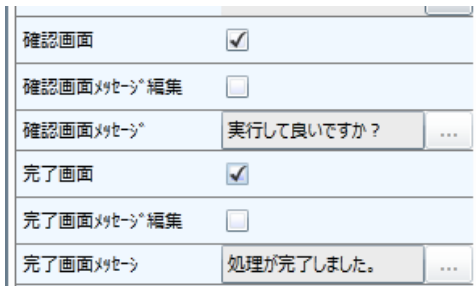 確認画面
確認画面ﾒｯｾｰｼﾞ編集
確認画面ﾒｯｾｰｼﾞ 実行して良いですか？ ...
完了画面
完了画面ﾒｯｾｰｼﾞ編集
完了画面ﾒｯｾｰｼ 処理が完了しました。 ...